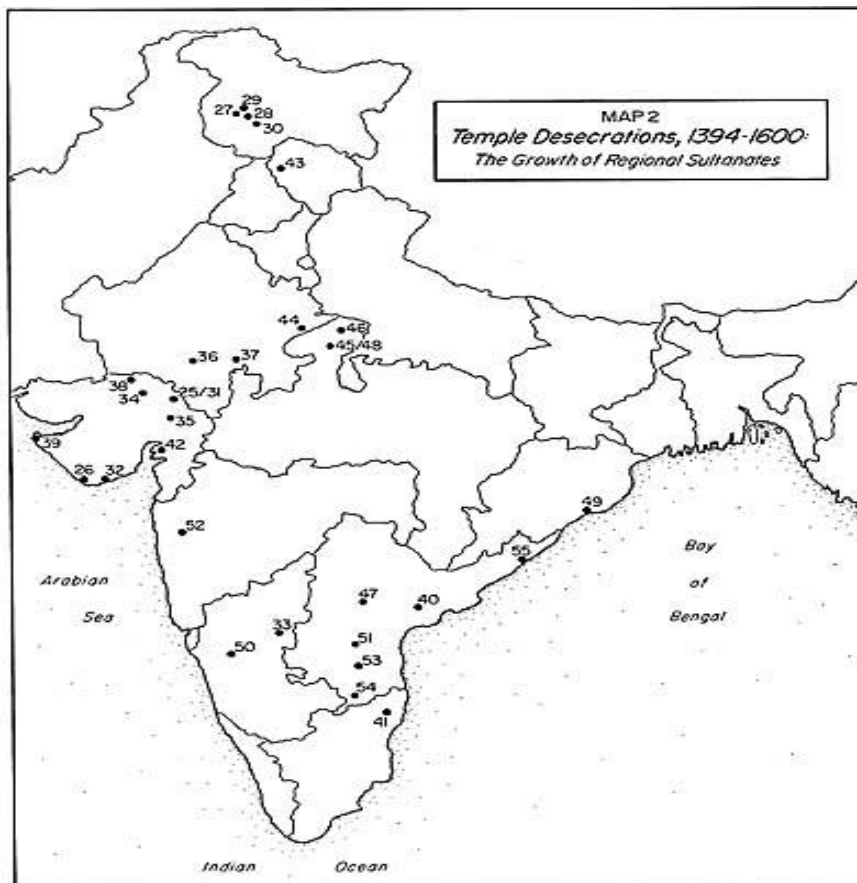 MAP 2
Temple Desecrations, 1394-1600:
The Growth of Regional Sultanates
29
27
28
30
43
44
46
45/48
36
37
38
34
25/31
35
39
42
26
32
49
52
55
Bay
of
Bengal
Arabian
Sea
47
40
33
51
50
53
54
41
Indian
Ocean